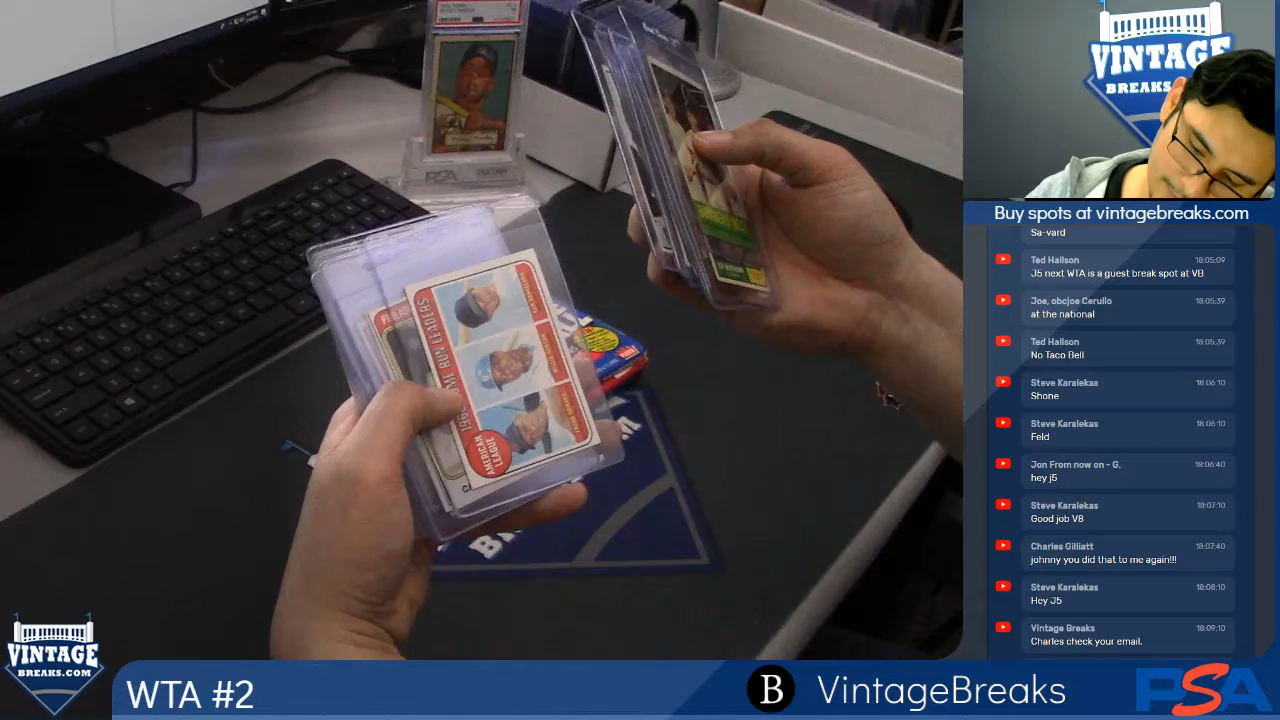 VINTAGE
BREAKS
Buy spots at vintagebreaks.com
Sa-vard
Ted Hallson 18:05:09
J5 next WTA is a guest break spot at VB
Joe, obcjoe Cerullo 18:05:39
at the national
Ted Hallson 18:05:39
No Taco Bell
Steve Karalekas 18:06:10
Shone
Steve Karalekas 18:06:10
Feld
Jon From now on - G. 18:06:40
hey j5
Steve Karalekas 18:07:10
Good job V8
Charles Gilliatt 18:07:40
johnny you did that to me again!!!
Steve Karalekas 18:08:10
Hey J5
Vintage Breaks 18:09:10
Charles check your email.
PSA
1968 HOME RUN LEADERS
AMERICAN
LEAGUE
VINTAGE
BREAKS.COM
WTA #2
B VintageBreaks
PSA